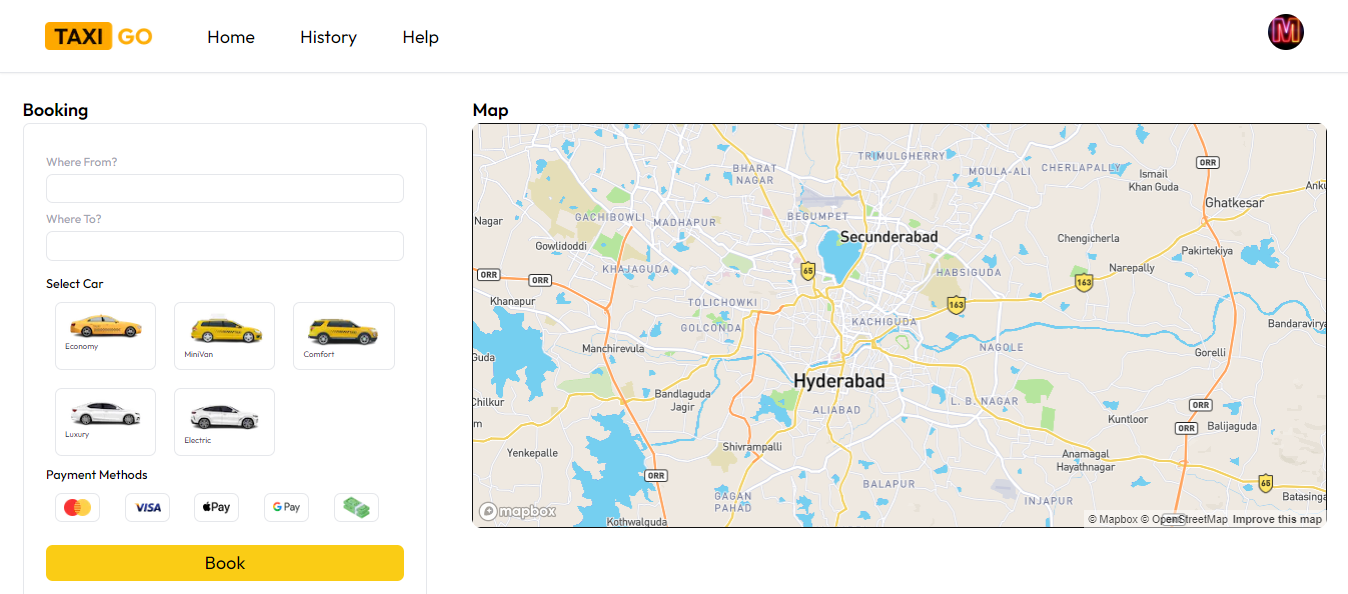 TAXI GO
Home
History
Help
M
Booking
Where From?
Where To?
Select Car
Economy
MiniVan
Comfort
Luxury
Electric
Payment Methods
VISA
Pay
G Pay
Book
Map
TRIMULGHERRY
BHARAT
NAGAR
MOULA-ALI
CHERLAPALLY
ORR
Ismail
Khan Guda
Anku
Ghatkesar
Nagar
GACHIBOWLI
MADHAPUR
BEGUMPET
Secunderabad
Gowlidoddi
Chengicherla
Pakirtekiya
KHAJAGUDA
65
HABSIGUDA
Narepally
ORR
ORR
163
Khanapur
TOLICHOWKI
163
GOLCONDA
KACHIGUDA
Bandaravirya
Guda
Manchirevula
NAGOLE
Gorelli
Hyderabad
Bandlaguda
Jagir
Chilkur
L. B. NAGAR
ORR
ALIABAD
m
Kuntloor
ORR
Balijaguda
Yenkepalle
Shivrampalli
Anamagal
Hayathnagar
ORR
BALAPUR
65
GAGAN
PAHAD
INJAPUR
Batasinga
mapbox
Kothwalguda
© Mapbox © OpenStreetMap Improve this map